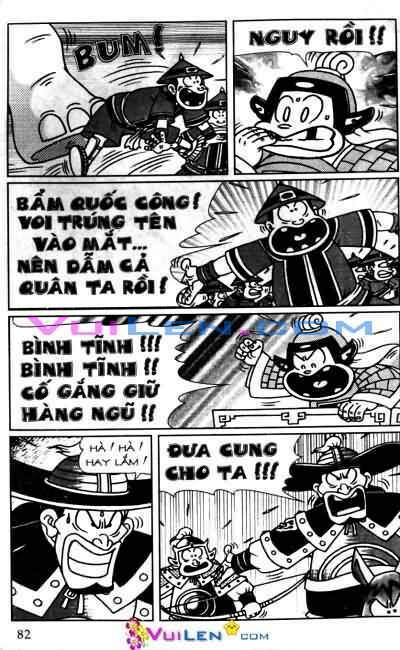 BUM!
NGUY RỒI!!
BẨM QUỐC CÔNG!
VOI TRÚNG TÊN
VÀO MẮT...
NÊN DẪM CẢ
QUÂN TA RỒI!
VUILEN.COM
BÌNH TĨNH!!!
BÌNH TĨNH!!
CỐ GẮNG GIỮ
HÀNG NGŨ!!
HÀ! HÀ!
HAY LẮM!
ĐƯA CUNG
CHO TA!!!
82
VUILEN.COM